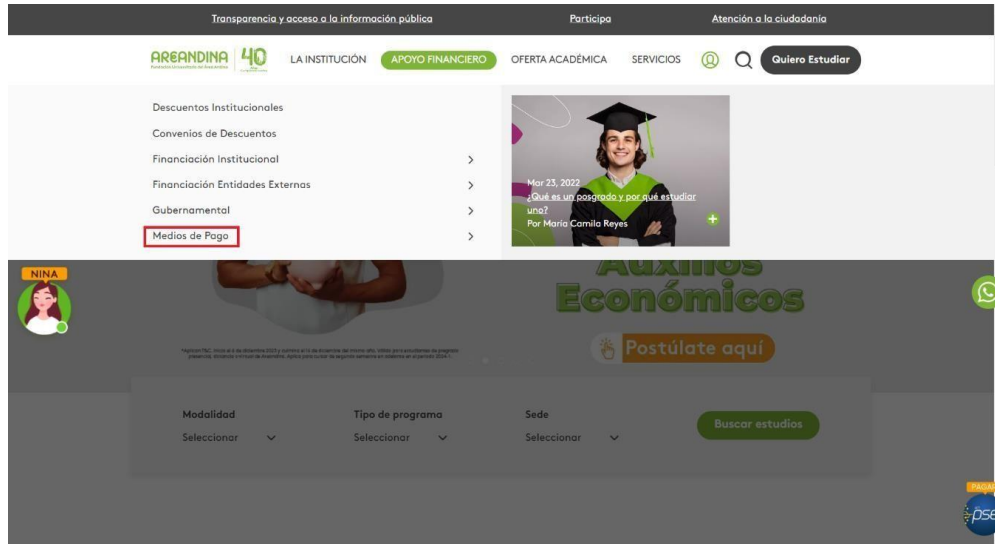 Transparencia y acceso a la información pública
Participa
Atención a la ciudadanía
AREANDINA
40
LA INSTITUCIÓN
APOYO FINANCIERO
OFERTA ACADÉMICA
SERVICIOS
Quiero Estudiar
Descuentos Institucionales
Convenios de Descuentos
Financiación Institucional
Financiación Entidades Externas
Gubernamental
Medios de Pago
Mar 23, 2022
¿Qué es un posgrado y por qué estudiar
uno?
Por María Camila Reyes
NINA
Auxilios
Económicos
Postúlate aquí
Modalidad
Tipo de programa
Sede
Seleccionar
Seleccionar
Seleccionar
Buscar estudios
pse